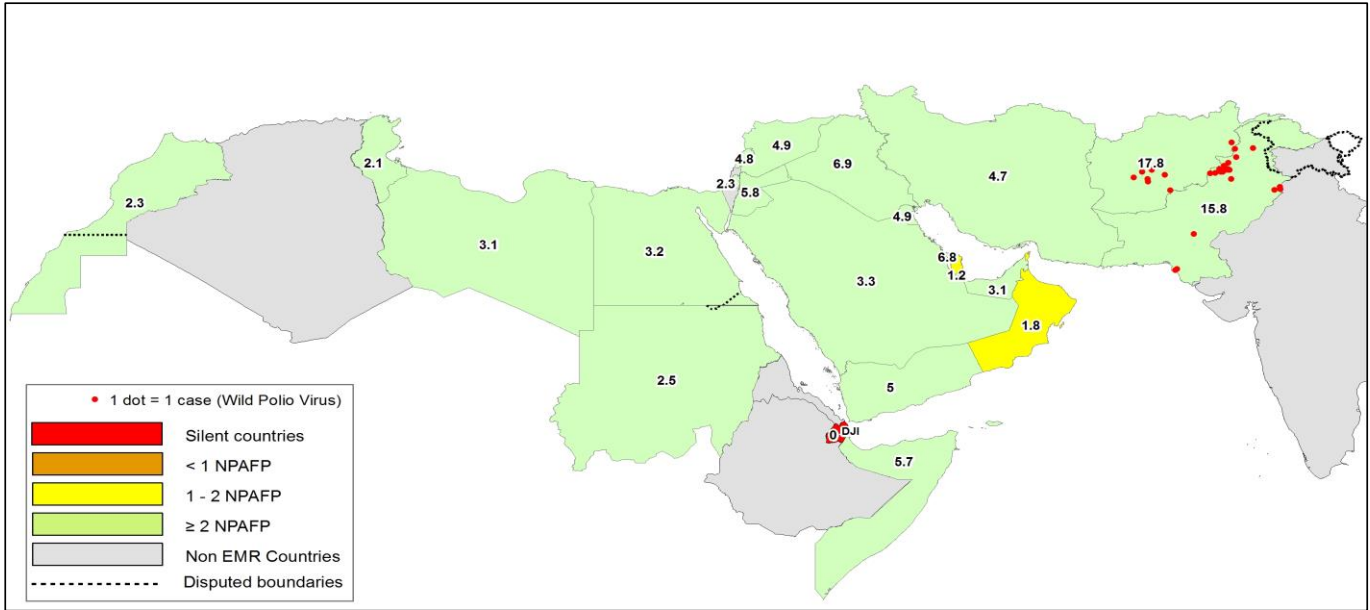 4.9
17.8
4.8
6.9
2.1
4.7
2.3
5.8
15.8
2.3
4.9
3.1
3.2
6.8
1.2
3.3
3.1
1.8
2.5
5
0
DJI
5.7
1 dot = 1 case (Wild Polio Virus)
Silent countries
< 1 NPAFP
1 - 2 NPAFP
≥ 2 NPAFP
Non EMR Countries
Disputed boundaries